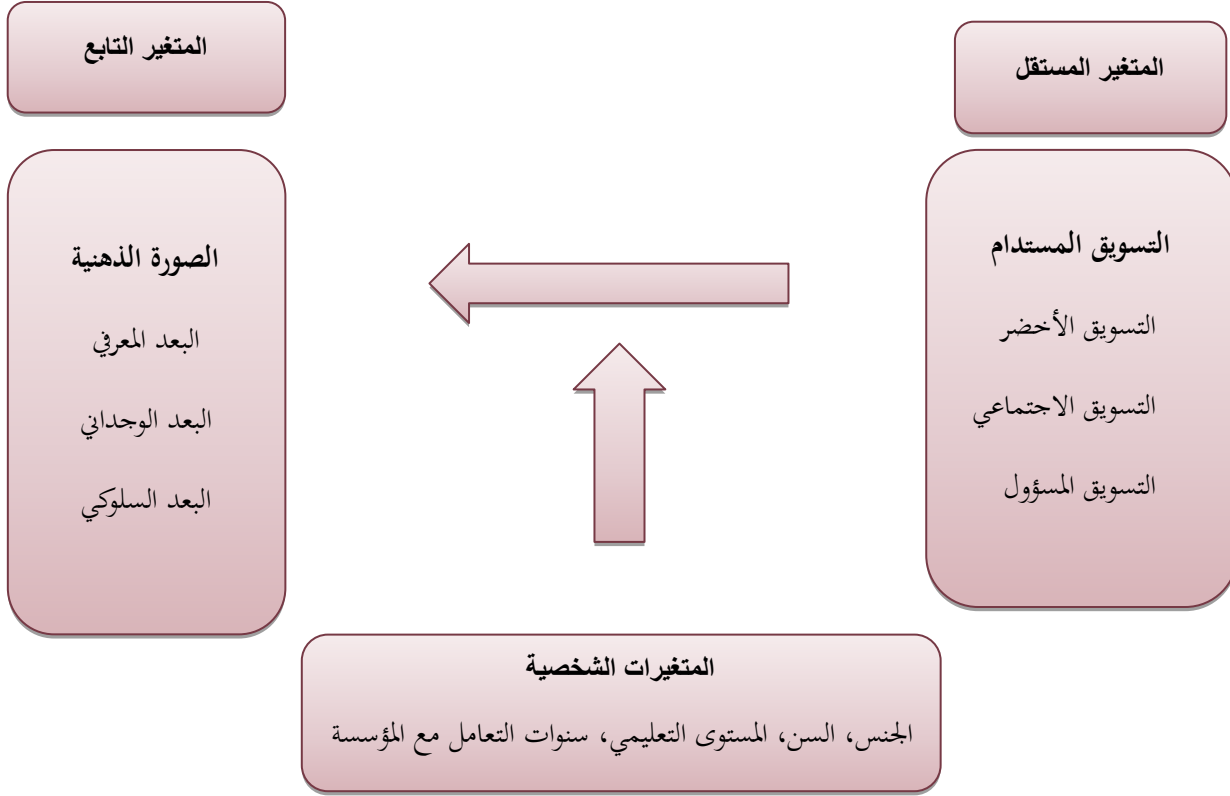 المتغير المستقل
المتغير التابع
التسويق المستدام
التسويق الأخضر
التسويق الاجتماعي
التسويق المسؤول
الصورة الذهنية
البعد المعرفي
البعد الوجداني
البعد السلوكي
المتغيرات الشخصية
الجنس، السن، المستوى التعليمي، سنوات التعامل مع المؤسسة